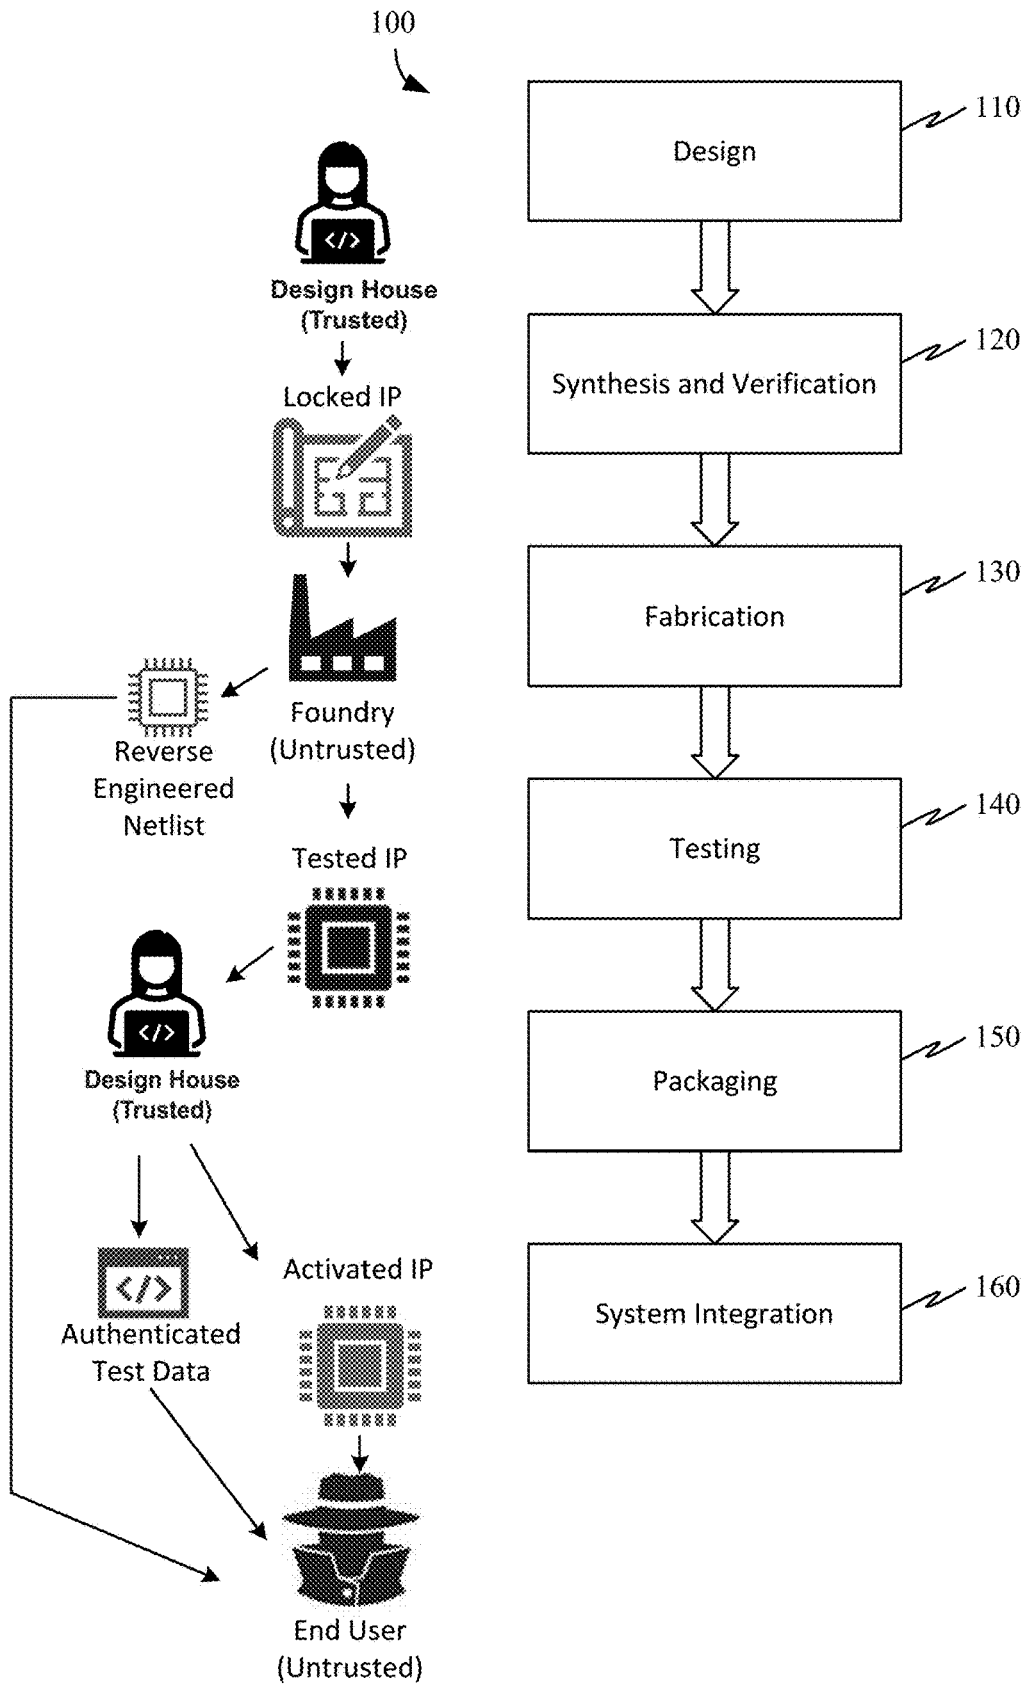 100
110
Design
</>
Design House
(Trusted)
120
Synthesis and Verification
Locked IP
130
Fabrication
Foundry
(Untrusted)
Reverse
Engineered
Netlist
140
Testing
Tested IP
</>
Design House
(Trusted)
150
Packaging
Activated IP
160
System Integration
</>
Authenticated
Test Data
End User
(Untrusted)